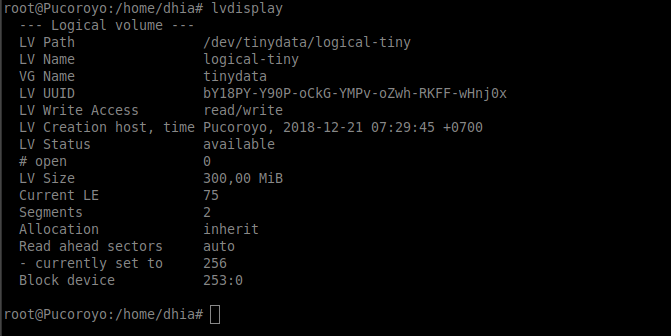 root@Pucoroyo:/home/dhia# lvdisplay
--- Logical volume ---
LV Path                /dev/tinydata/logical-tiny
LV Name                logical-tiny
VG Name                tinydata
LV UUID                bY18PY-Y90P-oCkG-YMPv-oZwh-RKFF-wHnj0x
LV Write Access        read/write
LV Creation host, time Pucoroyo, 2018-12-21 07:29:45 +0700
LV Status              available
# open                 0
LV Size                300,00 MiB
Current LE             75
Segments               2
Allocation             inherit
Read ahead sectors     auto
- currently set to     256
Block device           253:0
root@Pucoroyo:/home/dhia#